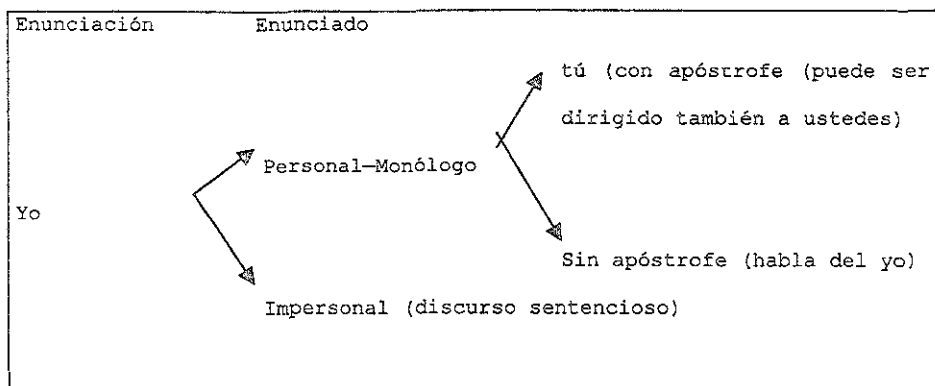 Enunciación Enunciado
tú (con apóstrofe (puede ser
dirigido también a ustedes)
Personal—Monólogo
Yo
Sin apóstrofe (habla del yo)
Impersonal (discurso sentencioso)